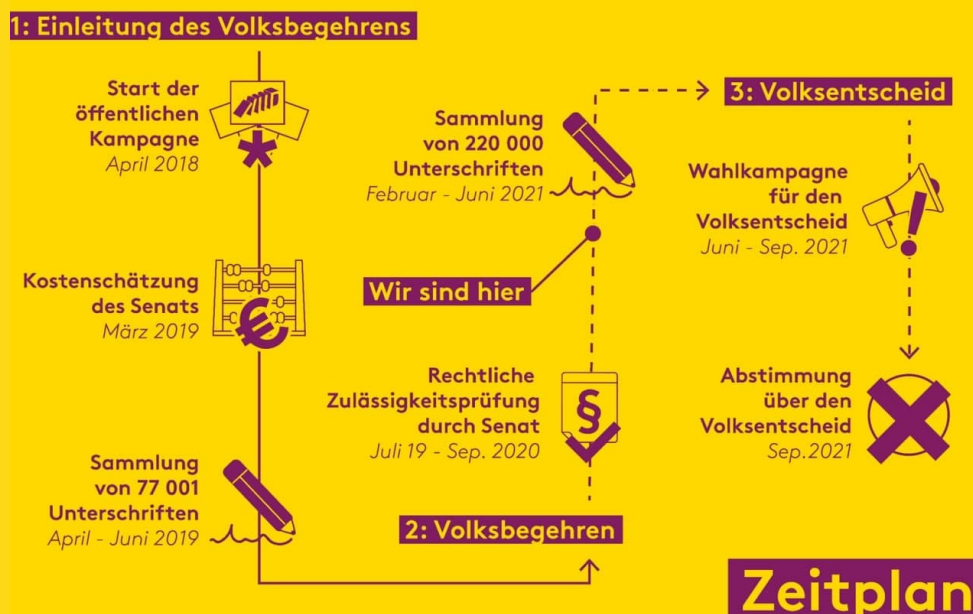 1: Einleitung des Volksbegehrens
Start der
öffentlichen
Kampagne
April 2018
Kostenschätzung
des Senats
März 2019
€
Sammlung
von 77 001
Unterschriften
April - Juni 2019
2: Volksbegehren
Rechtliche
Zulässigkeitsprüfung
durch Senat
Juli 19 - Sep. 2020
§
Wir sind hier
Sammlung
von 220 000
Unterschriften
Februar - Juni 2021
3: Volksentscheid
Wahlkampagne
für den
Volksentscheid
Juni - Sep. 2021
Abstimmung
über den
Volksentscheid
Sep.2021
Zeitplan